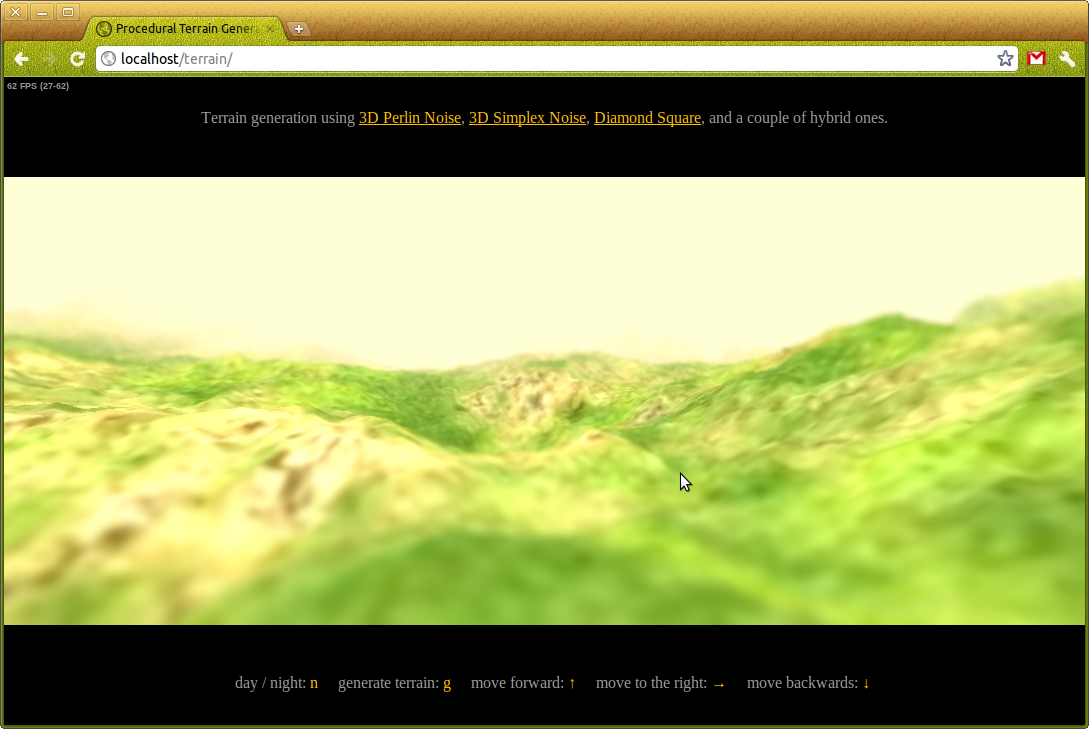 Procedural Terrain Gener
localhost/terrain/
62 FPS (27-62)
Terrain generation using 3D Perlin Noise, 3D Simplex Noise, Diamond Square, and a couple of hybrid ones.
day / night: n generate terrain: g move forward: ↑ move to the right: → move backwards: ↓